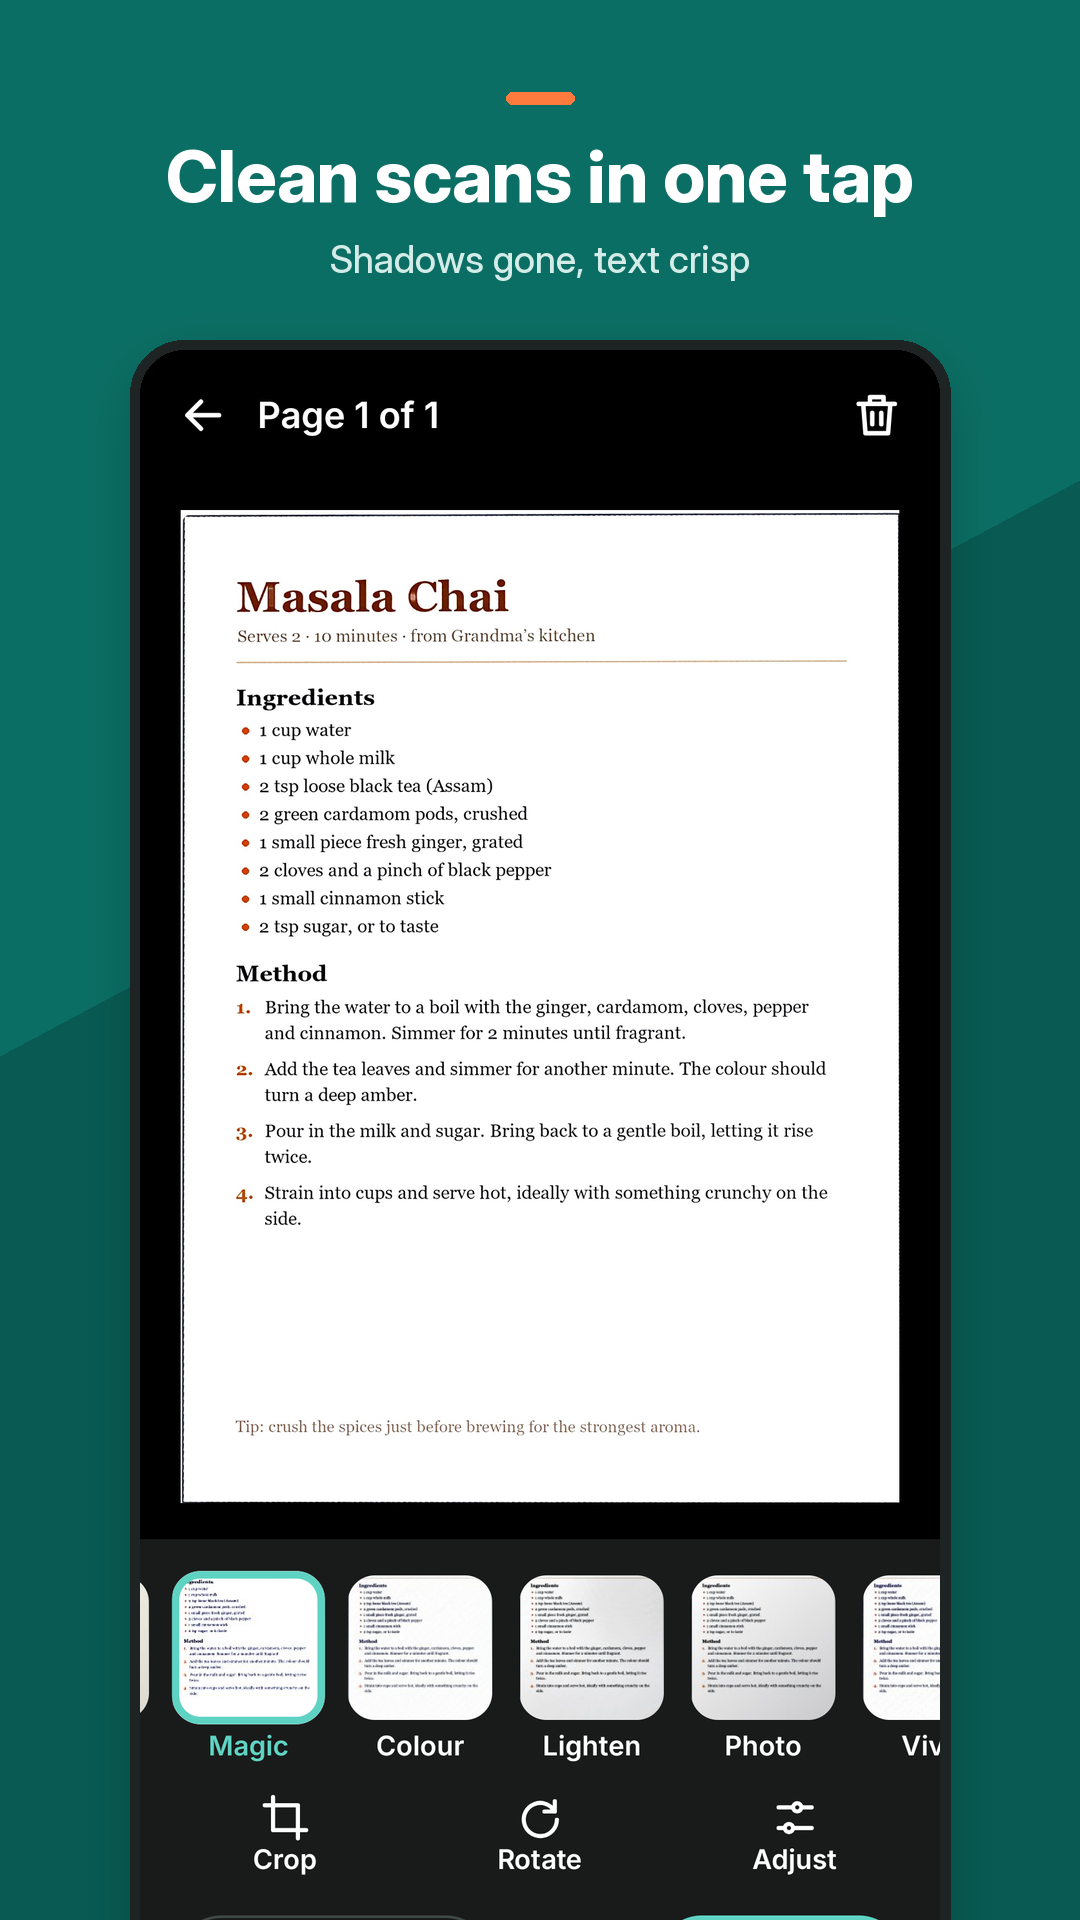 Clean scans in one tap
Shadows gone, text crisp
Page 1 of 1
Masala Chai
Serves 2 · 10 minutes · from Grandma’s kitchen
Ingredients
• 1 cup water
• 1 cup whole milk
• 2 tsp loose black tea (Assam)
• 2 green cardamom pods, crushed
• 1 small piece fresh ginger, grated
• 2 cloves and a pinch of black pepper
• 1 small cinnamon stick
• 2 tsp sugar, or to taste
Method
1. Bring the water to a boil with the ginger, cardamom, cloves, pepper
and cinnamon. Simmer for 2 minutes until fragrant.
2. Add the tea leaves and simmer for another minute. The colour should
turn a deep amber.
3. Pour in the milk and sugar. Bring back to a gentle boil, letting it rise
twice.
4. Strain into cups and serve hot, ideally with something crunchy on the
side.
Tip: crush the spices just before brewing for the strongest aroma.
Magic
Colour
Lighten
Photo
Viv
Crop
Rotate
Adjust